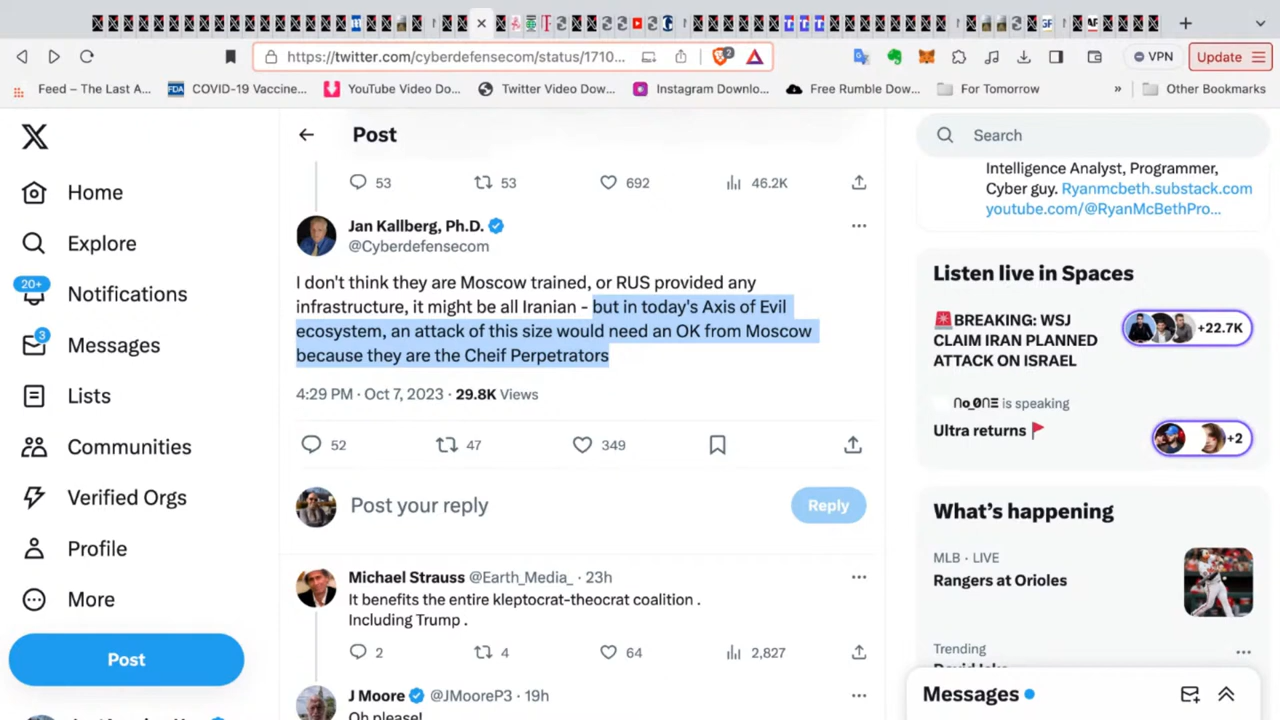 https://twitter.com/cyberdefensecom/status/1710...
2
VPN
Update
Feed – The Last A...
FDA
COVID-19 Vaccine...
YouTube Video Do...
Twitter Video Dow...
Instagram Downlo...
Free Rumble Dow...
For Tomorrow
»
Other Bookmarks
Home
Explore
20+
Notifications
3
Messages
Lists
Communities
Verified Orgs
Profile
More
Post
Post
53
53
692
46.2K
Jan Kallberg, Ph.D.
@Cyberdefensecom
I don't think they are Moscow trained, or RUS provided any
infrastructure, it might be all Iranian - but in today's Axis of Evil
ecosystem, an attack of this size would need an OK from Moscow
because they are the Cheif Perpetrators
4:29 PM · Oct 7, 2023 · 29.8K Views
52
47
349
Post your reply
Reply
Michael Strauss @Earth_Media_ · 23h
It benefits the entire kleptocrat-theocrat coalition .
Including Trump .
2
4
64
2,827
J Moore @JMooreP3 · 19h
Oh please!
Search
Intelligence Analyst, Programmer,
Cyber guy. Ryanmcbeth.substack.com
youtube.com/@RyanMcBethPro...
Listen live in Spaces
🚨BREAKING: WSJ
CLAIM IRAN PLANNED
ATTACK ON ISRAEL
+22.7K
is speaking
Ultra returns 🚩
+2
What's happening
MLB · LIVE
Rangers at Orioles
Trending
Messages